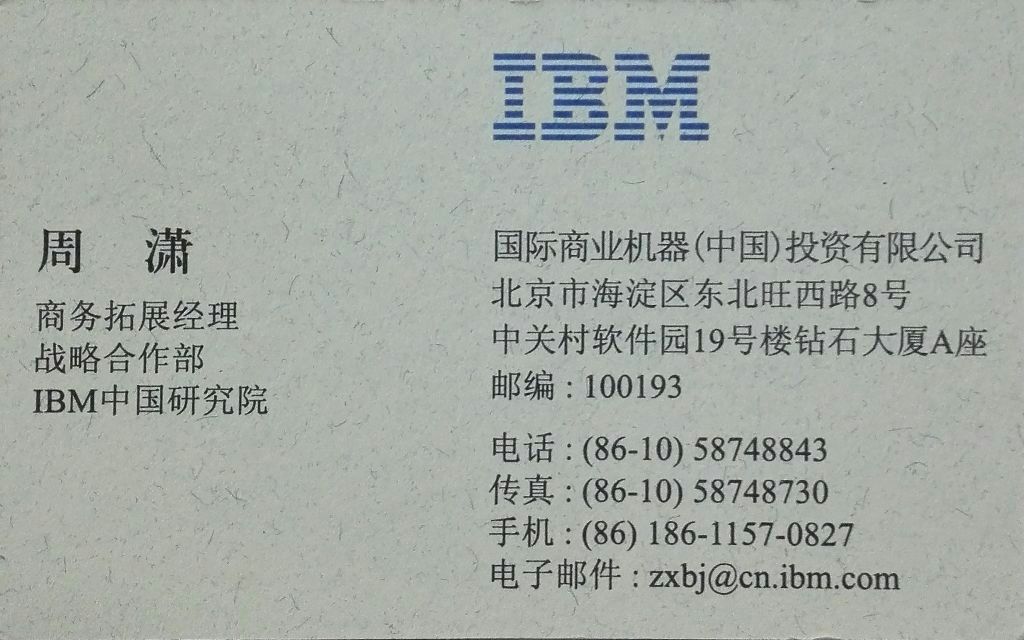 IBM
周 潇
商务拓展经理
战略合作部
IBM中国研究院
国际商业机器(中国)投资有限公司
北京市海淀区东北旺西路8号
中关村软件园19号楼钻石大厦A座
邮编 : 100193
电话 : (86-10) 58748843
传真 : (86-10) 58748730
手机 : (86) 186-1157-0827
电子邮件 : zxbj@cn.ibm.com